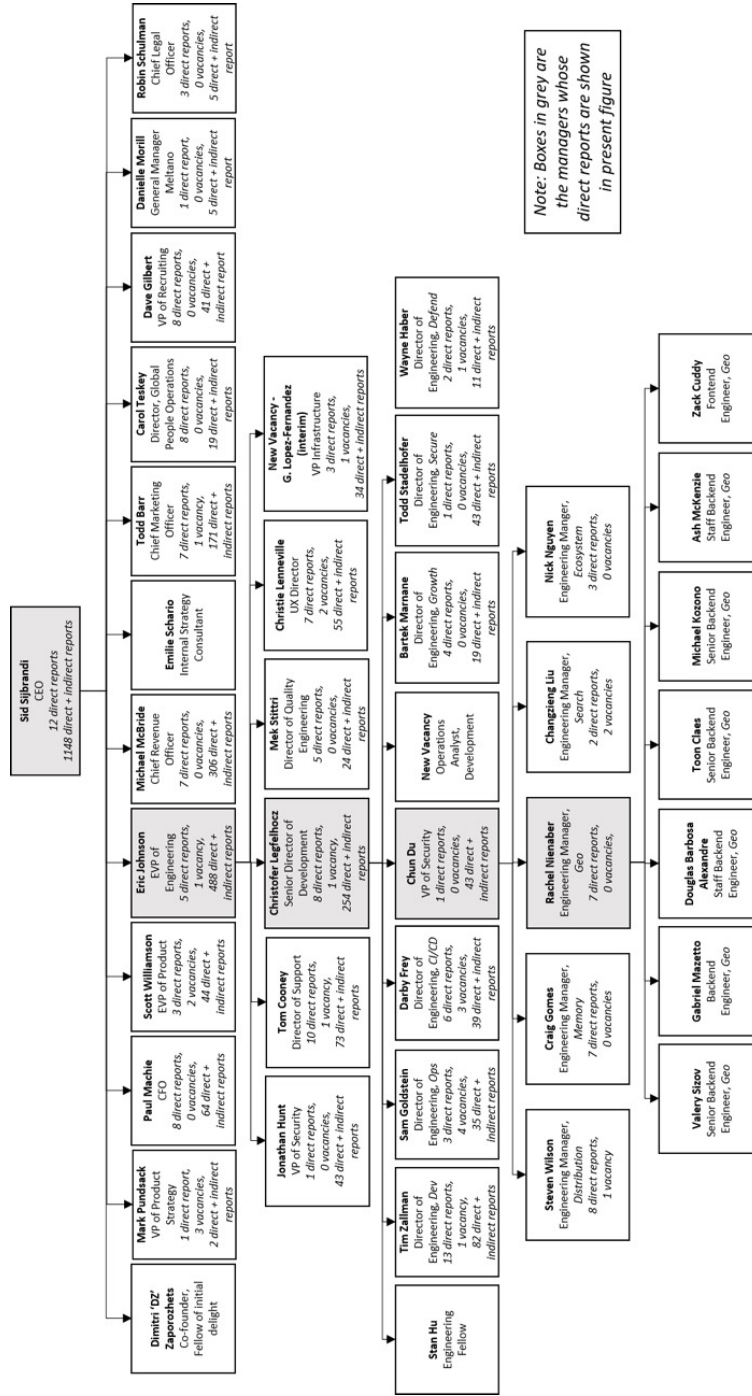 Sid Sijbrandi
CEO
12 direct reports
1148 direct + indirect reports
Dimitri 'DZ'
Zaporozhets
Co-founder,
Fellow of initial
delight
Mark Pundsack
VP of Product
Strategy
1 direct report,
3 vacancies,
2 direct + indirect
reports
Paul Machie
CFO
8 direct reports,
0 vacancies,
64 direct +
indirect reports
Scott Williamson
EVP of Product
3 direct reports,
2 vacancies,
44 direct +
indirect reports
Eric Johnson
EVP of
Engineering
5 direct reports,
1 vacancy,
488 direct +
indirect reports
Michael McBride
Chief Revenue
Officer
7 direct reports,
0 vacancies,
306 direct +
indirect reports
Emilie Schario
Internal Strategy
Consultant
Todd Barr
Chief Marketing
Officer
7 direct reports,
1 vacancy,
171 direct +
indirect reports
Carol Teskey
Director, Global
People Operations
8 direct reports,
0 vacancies,
19 direct + indirect
reports
Dave Gilbert
VP of Recruiting
8 direct reports,
0 vacancies,
41 direct +
indirect report
Danielle Morill
General Manager
Meltano
1 direct report,
0 vacancies,
5 direct + indirect
report
Robin Schulman
Chief Legal
Officer
3 direct reports,
0 vacancies,
5 direct + indirect
report
Jonathan Hunt
VP of Security
1 direct reports,
0 vacancies,
43 direct + indirect
reports
Tom Cooney
Director of Support
10 direct reports,
1 vacancy,
73 direct + indirect
reports
Christofer Legfelhocz
Senior Director of
Development
8 direct reports,
1 vacancy,
254 direct + indirect
reports
Mek Stittri
Director of Quality
Engineering
5 direct reports,
0 vacancies,
24 direct + indirect
reports
Christie Lenneville
UX Director
7 direct reports,
2 vacancies,
55 direct + indirect
reports
New Vacancy -
G. Lopez-Fernandez
(interim)
VP Infrastructure
3 direct reports,
1 vacancies,
34 direct + indirect reports
Stan Hu
Engineering
Fellow
Tim Zallman
Director of
Engineering, Dev
13 direct reports,
1 vacancy,
82 direct +
indirect reports
Sam Goldstein
Director of
Engineering, Ops
3 direct reports,
4 vacancies,
35 direct +
indirect reports
Darby Frey
Director of
Engineering, CI/CD
6 direct reports,
3 vacancies,
39 direct + indirect
reports
Chun Du
VP of Security
1 direct reports,
0 vacancies,
43 direct +
indirect reports
New Vacancy
Operations
Analyst,
Development
Bartek Marnane
Director of
Engineering, Growth
4 direct reports,
0 vacancies,
19 direct + indirect
reports
Todd Stadelhofer
Director of
Engineering, Secure
1 direct reports,
0 vacancies,
43 direct + indirect
reports
Wayne Haber
Director of
Engineering, Defend
2 direct reports,
1 vacancies,
11 direct + indirect
reports
Steven Wilson
Engineering Manager,
Distribution
8 direct reports,
1 vacancy
Craig Gomes
Engineering Manager,
Memory
7 direct reports,
0 vacancies
Rachel Nienaber
Engineering Manager,
Geo
7 direct reports,
0 vacancies
Changzieng Liu
Engineering Manager,
Search
2 direct reports,
2 vacancies
Nick Nguyen
Engineering Manger,
Ecosystem
3 direct reports,
0 vacancies
Valery Sizov
Senior Backend
Engineer, Geo
Gabriel Mazetto
Backend
Engineer, Geo
Douglas Barbosa
Alexandre
Staff Backend
Engineer, Geo
Toon Claes
Senior Backend
Engineer, Geo
Michael Kozono
Senior Backend
Engineer, Geo
Ash McKenzie
Staff Backend
Engineer, Geo
Zack Cuddy
Fontend
Engineer, Geo
Note: Boxes in grey are
the managers whose
direct reports are shown
in present figure